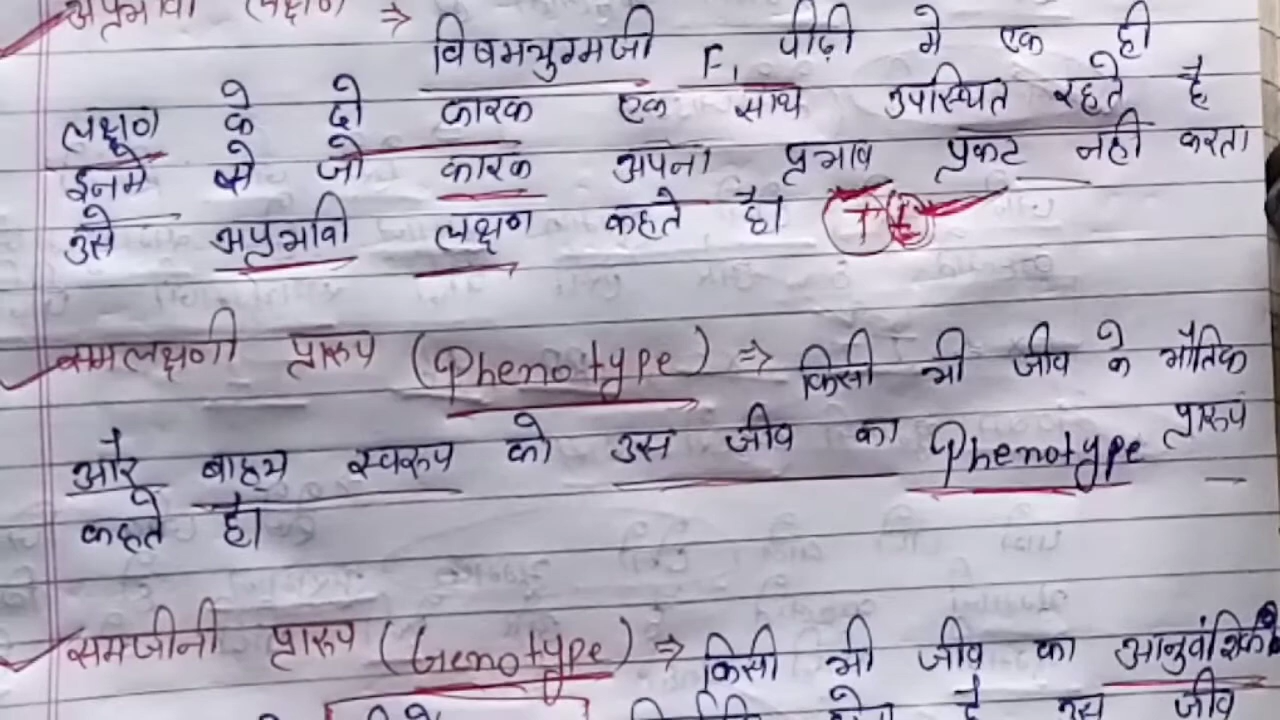 अप्रभावी लक्षण ⇒
विषमयुग्मजी F₁ पीढ़ी मे एक ही
लक्षण के दो कारक एक साथ उपस्थित रहते है
इनमे से जो कारक अपना प्रभाव प्रकट नही करता
उसे अप्रभावी लक्षण कहते है। Tt
समलक्षणी प्रारूप (Phenotype) ⇒ किसी भी जीव के भौतिक
और बाह्य स्वरूप को उस जीव का Phenotype प्रारूप
कहते है।
समजीनी प्रारूप (Genotype) ⇒ किसी भी जीव का आनुवंशिकी
है उस जीव